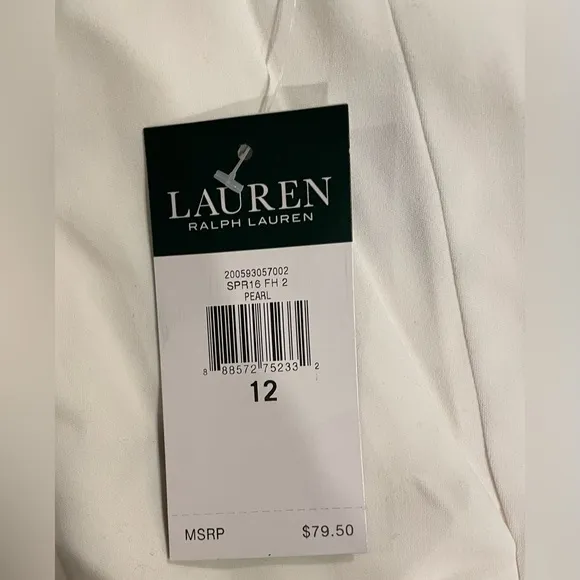 LAUREN
RALPH LAUREN
200593057002
SPR16 FH 2
PEARL
8 88572 75233 2
12
MSRP $79.50